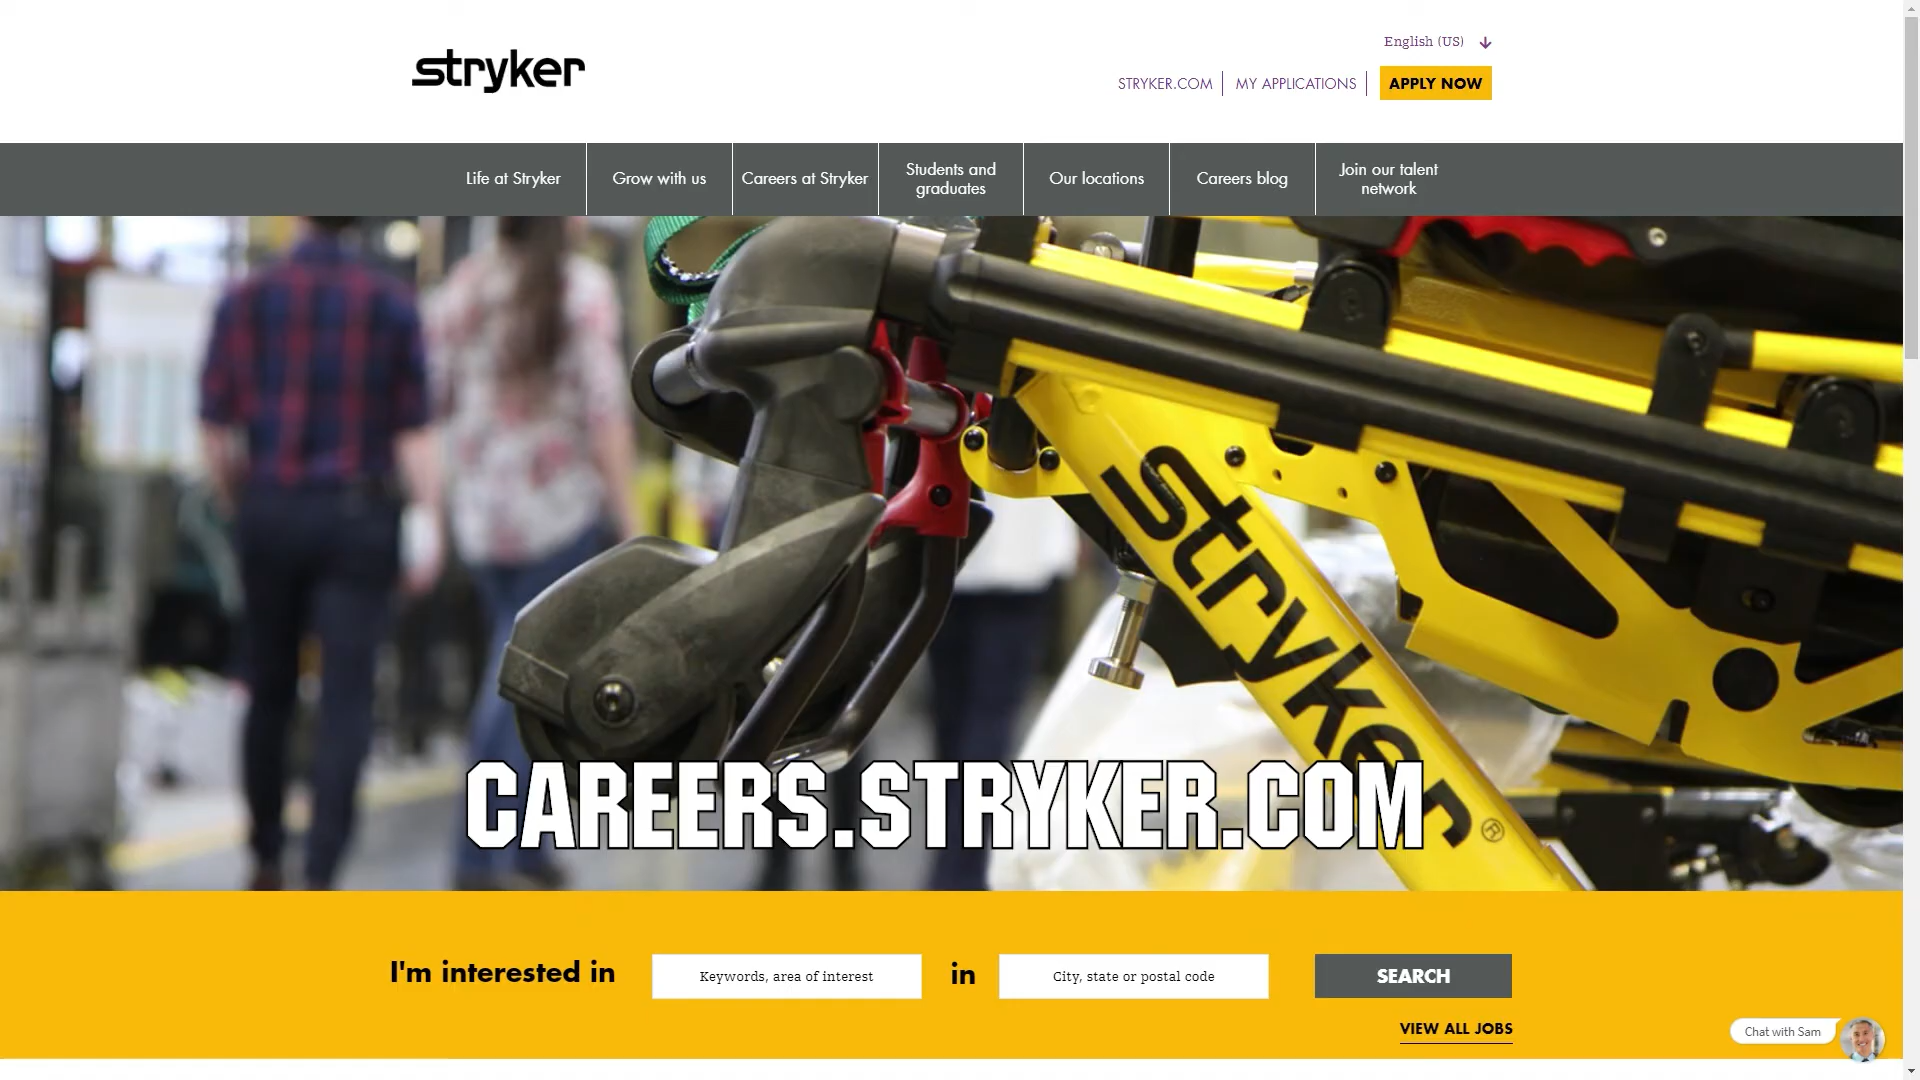 stryker
English (US)
STRYKER.COM
MY APPLICATIONS
APPLY NOW
Life at Stryker
Grow with us
Careers at Stryker
Students and
graduates
Our locations
Careers blog
Join our talent
network
stryker®
CAREERS.STRYKER.COM
I'm interested in
Keywords, area of interest
in
City, state or postal code
SEARCH
VIEW ALL JOBS
Chat with Sam